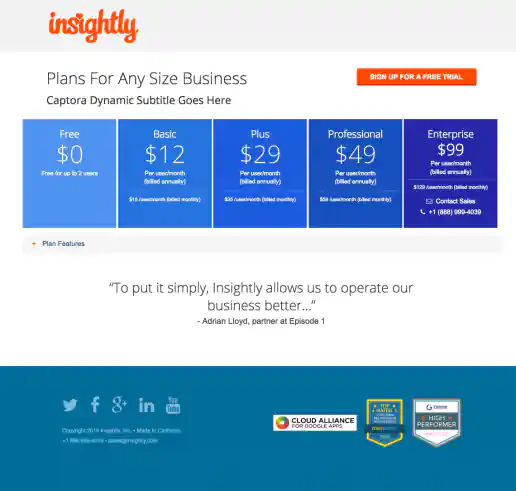 insightly
Plans For Any Size Business
SIGN UP FOR A FREE TRIAL
Captora Dynamic Subtitle Goes Here
Free
$0
Free for up to 2 users
Basic
$12
Per user/month
(billed annually)
$15 /user/month (billed monthly)
Plus
$29
Per user/month
(billed annually)
$35 /user/month (billed monthly)
Professional
$49
Per user/month
(billed annually)
/user/month (billed monthly)
Enterprise
$99
Per user/month
(billed annually)
$129 /user/month (billed monthly)
Contact Sales
+1 (888) 999-4039
+ Plan Features
“To put it simply, Insightly allows us to operate our
business better...”
- Adrian Lloyd, partner at Episode 1
You
Tube
Copyright Insightly, Inc. • Made In California
CLOUD ALLIANCE
FOR GOOGLE APPS
TOP
RATED
HIGH
PERFORMER